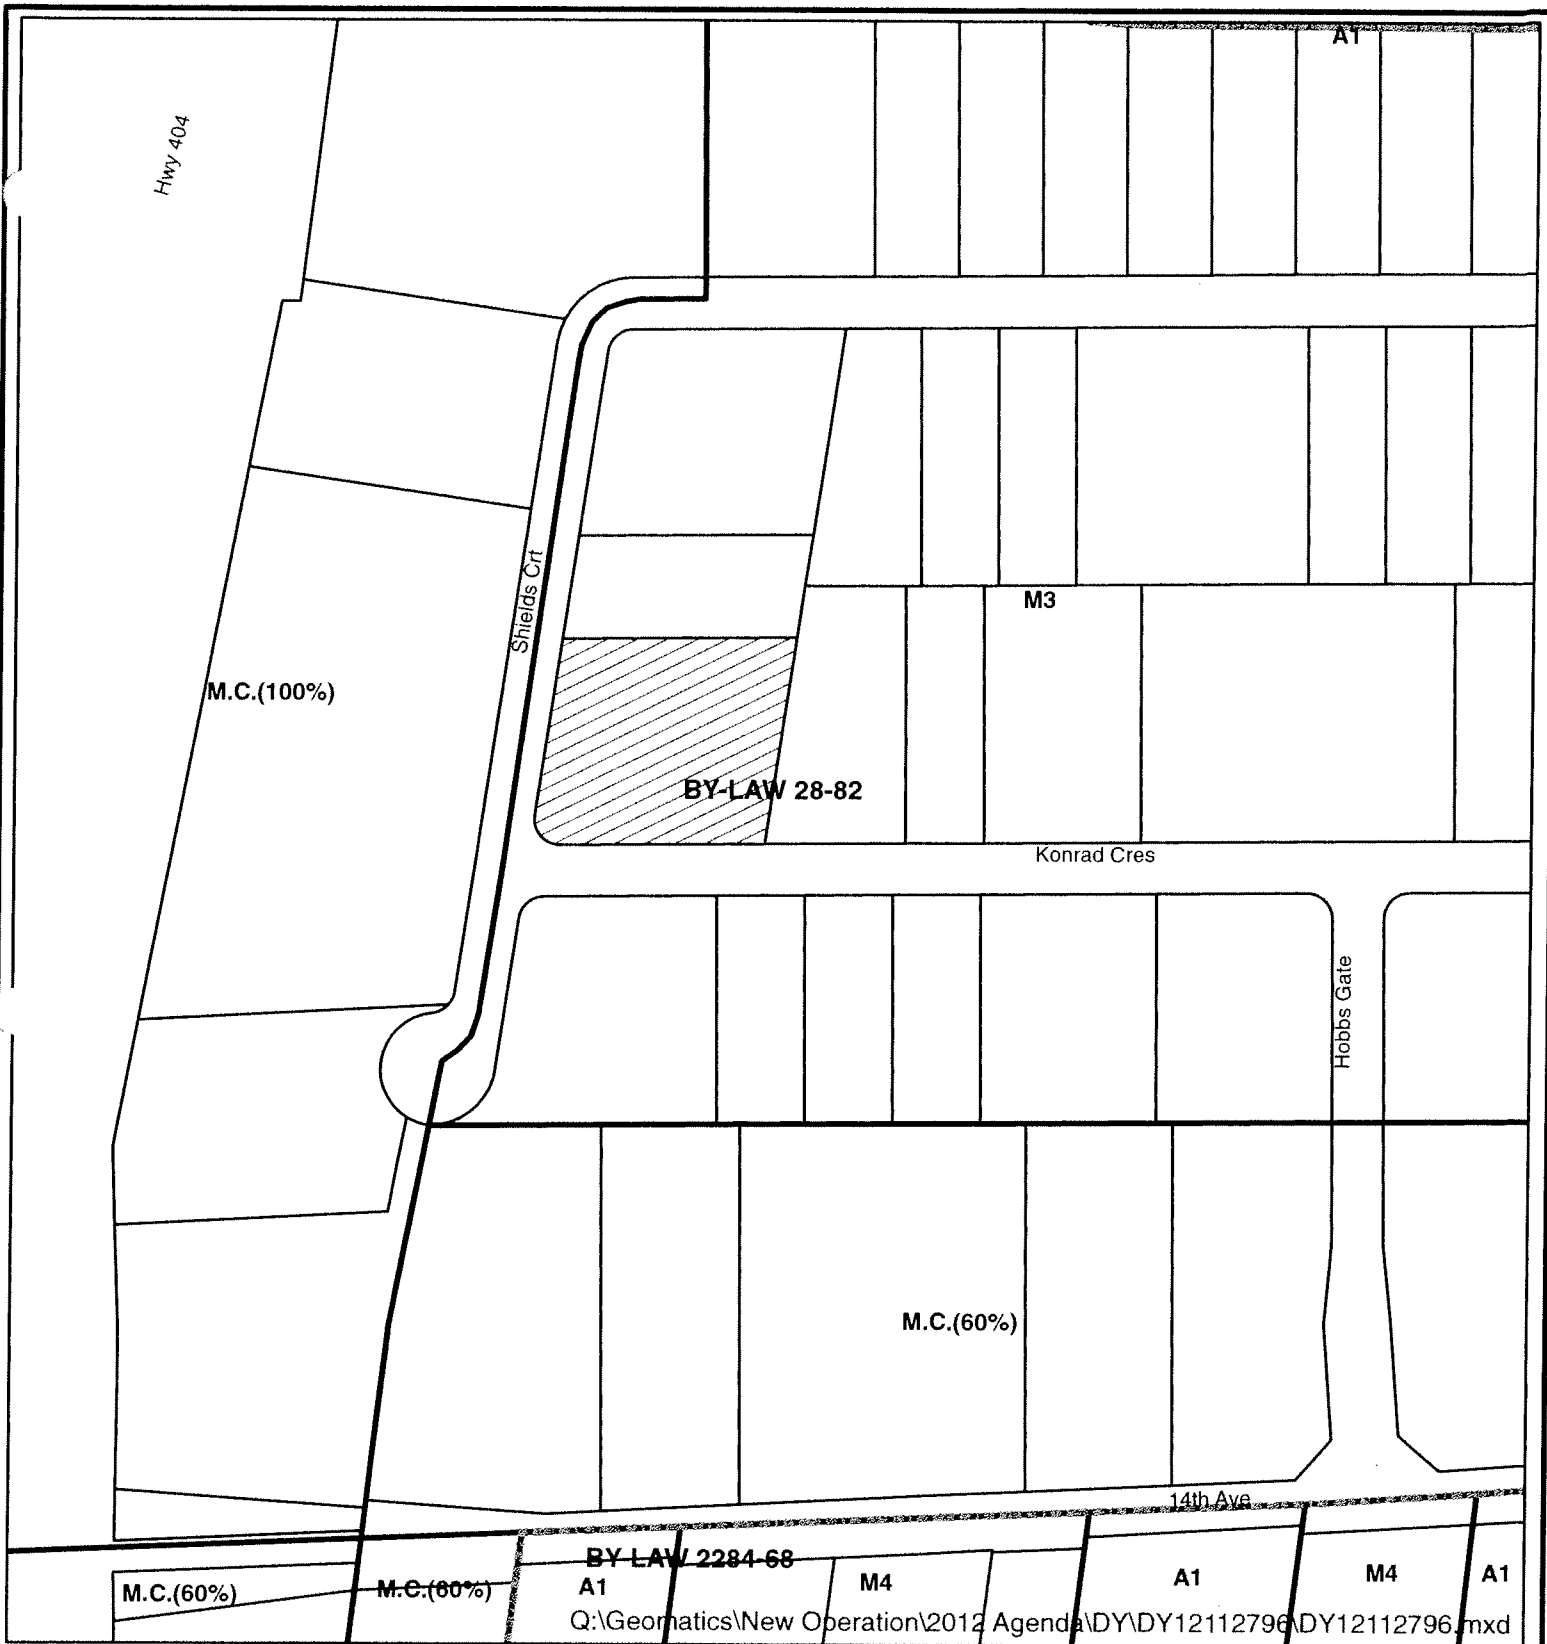 A1
Hwy 404
Shields Crt
M3
M.C.(100%)
BY-LAW 28-82
Konrad Cres
Hobbs Gate
M.C.(60%)
14th Ave
BY-LAW 2284-68
M.C.(60%)
M.C.(60%)
A1
M4
A1
M4
A1
Q:\Geomatics\New Operation\2012 Agenda\DY\DY12112796\DY12112796.mxd